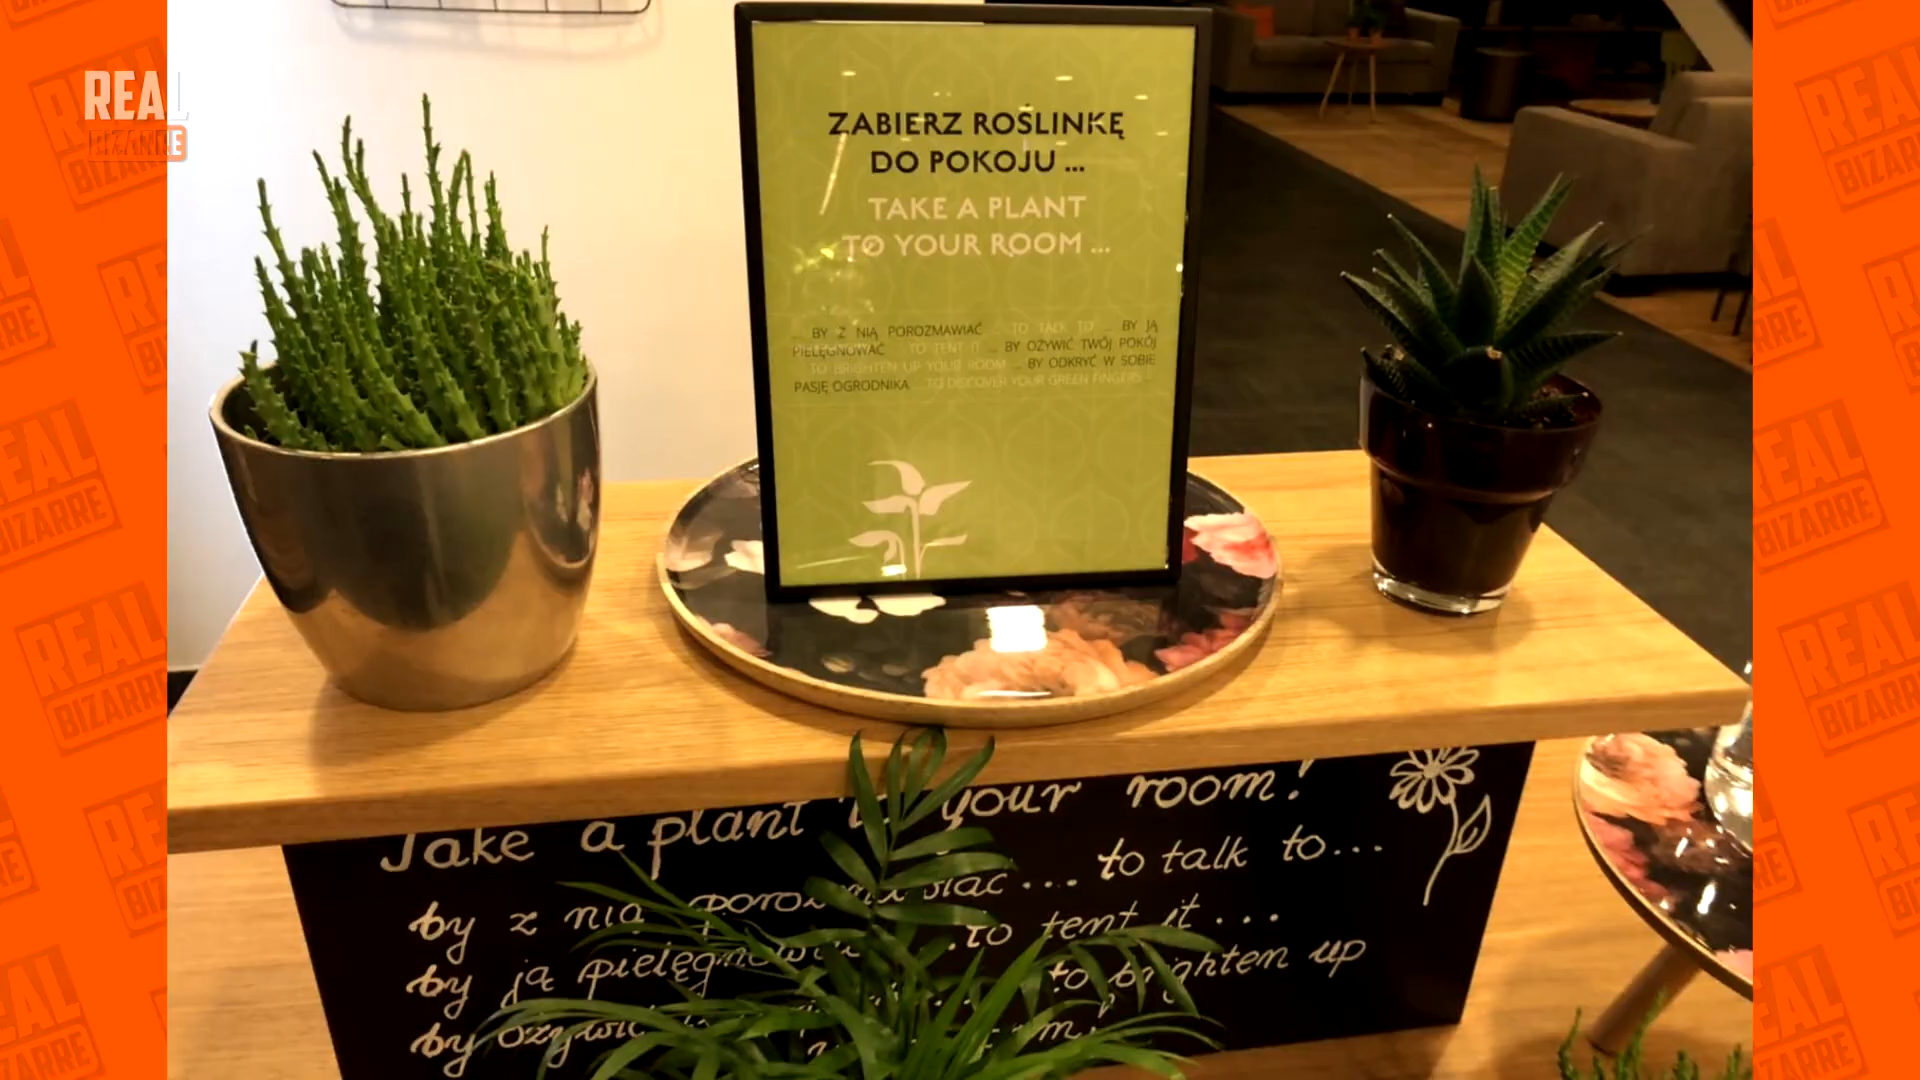 REAL
BIZARRE
ZABIERZ ROŚLINKĘ
DO POKOJU ...
TAKE A PLANT
TO YOUR ROOM ...
... BY Z NIĄ POROZMAWIAĆ ... TO TALK TO ... BY JĄ
PIELĘGNOWAĆ ... TO TENT IT ... BY OŻYWIĆ TWÓJ POKÓJ
... TO BRIGHTEN UP YOUR ROOM ... BY ODKRYĆ W SOBIE
PASJĘ OGRODNIKA ... TO DISCOVER YOUR GREEN FINGERS ...
Take a plant to your room!
by z nią ... to talk to...
by ją ...to tent it...
by to brighten up